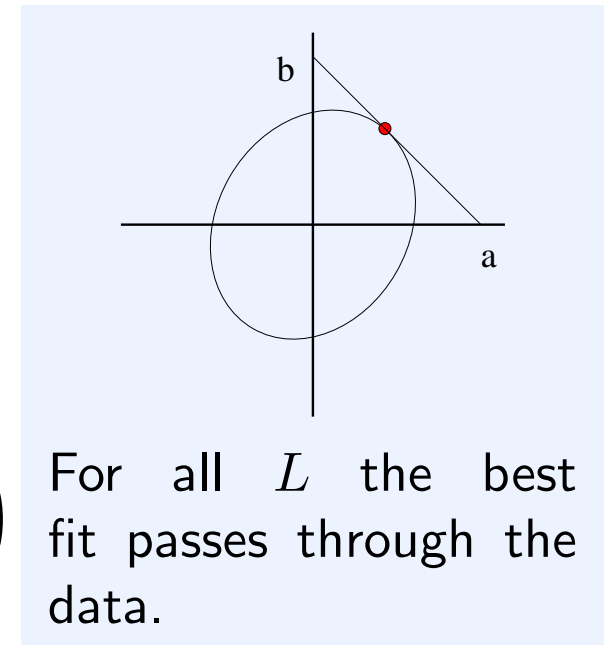 b
a
For all L the best
fit passes through the
data.